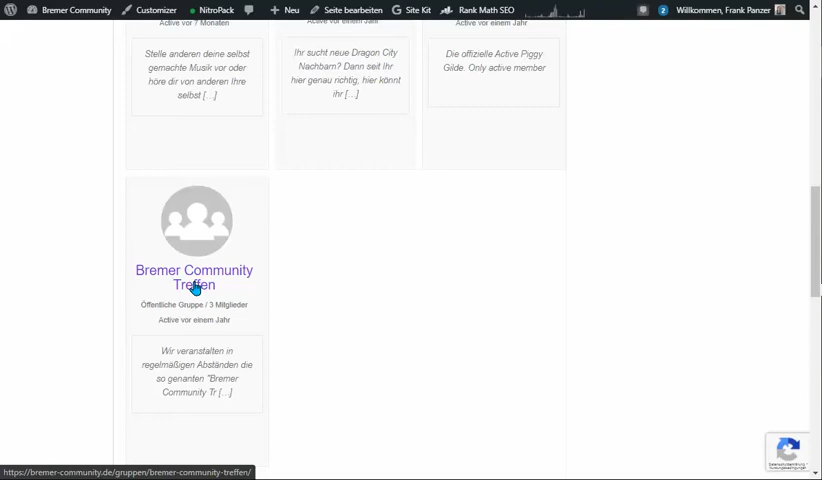 Bremer Community Customizer NitroPack Neu Seite bearbeiten Site Kit Rank Math SEO 2 Willkommen, Frank Panzer
Active vor 7 Monaten
Active vor einem Jahr
Active vor einem Jahr
Stelle anderen deine selbst
gemachte Musik vor oder
höre dir von anderen Ihre
selbst [...]
Ihr sucht neue Dragon City
Nachbarn? Dann seit Ihr
hier genau richtig, hier könnt
ihr [...]
Die offizielle Active Piggy
Gilde. Only active member
Bremer Community
Treffen
Öffentliche Gruppe / 3 Mitglieder
Active vor einem Jahr
Wir veranstalten in
regelmäßigen Abständen die
so genanten "Bremer
Community Tr [...]
https://bremer-community.de/gruppen/bremer-community-treffen/